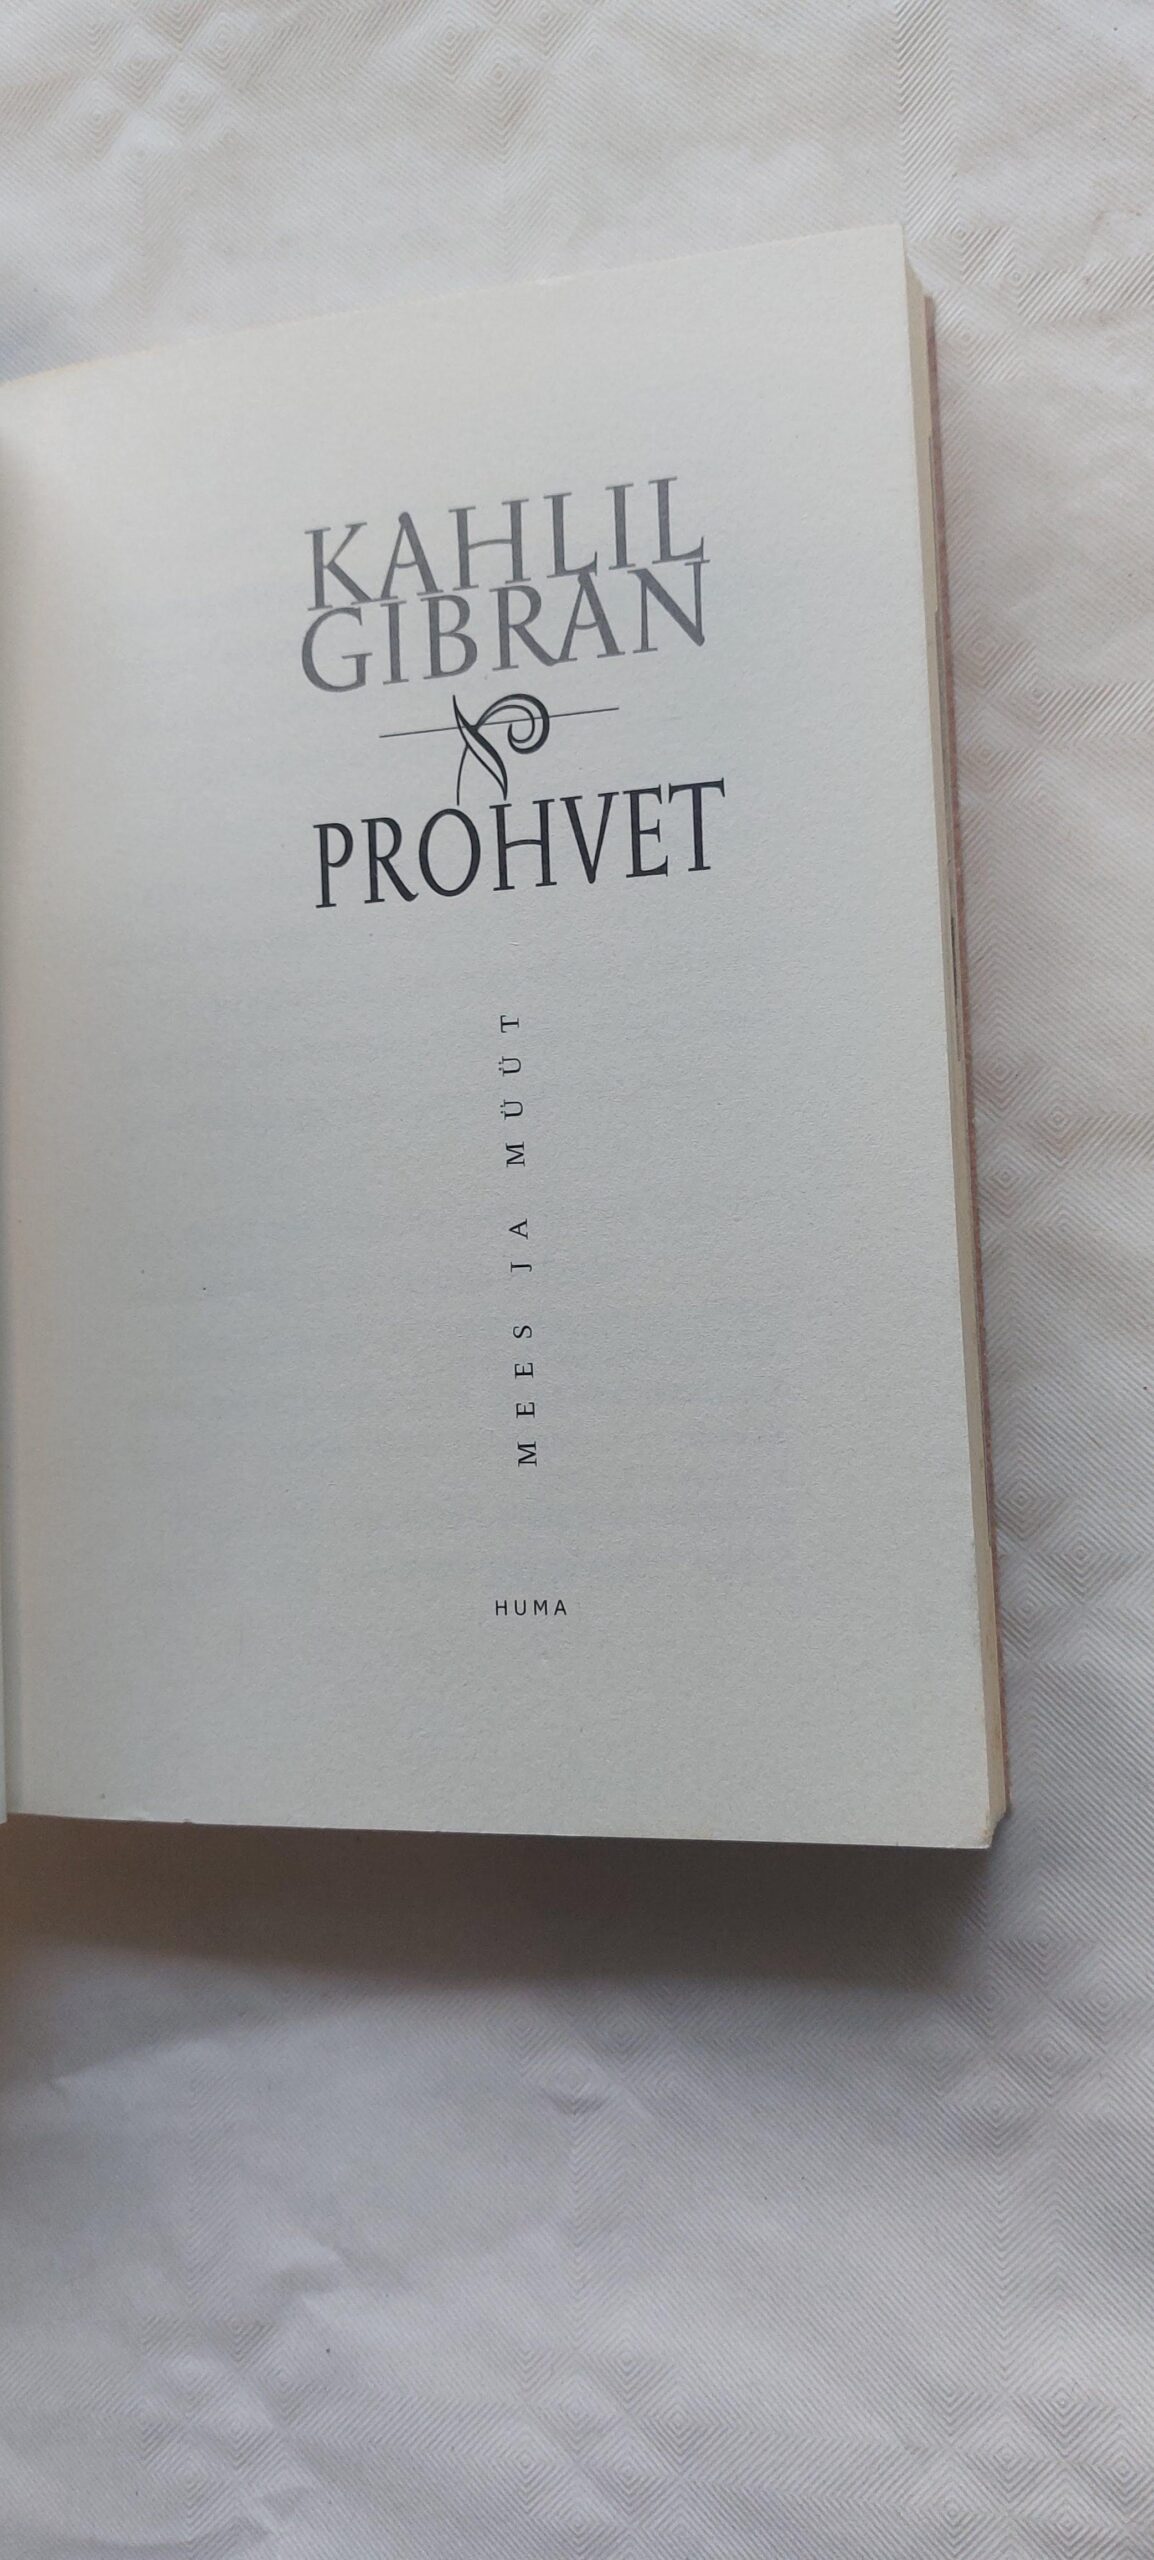 KAHLIL
GIBRAN
PROHVET
MEES JA MÜÜT
HUMA